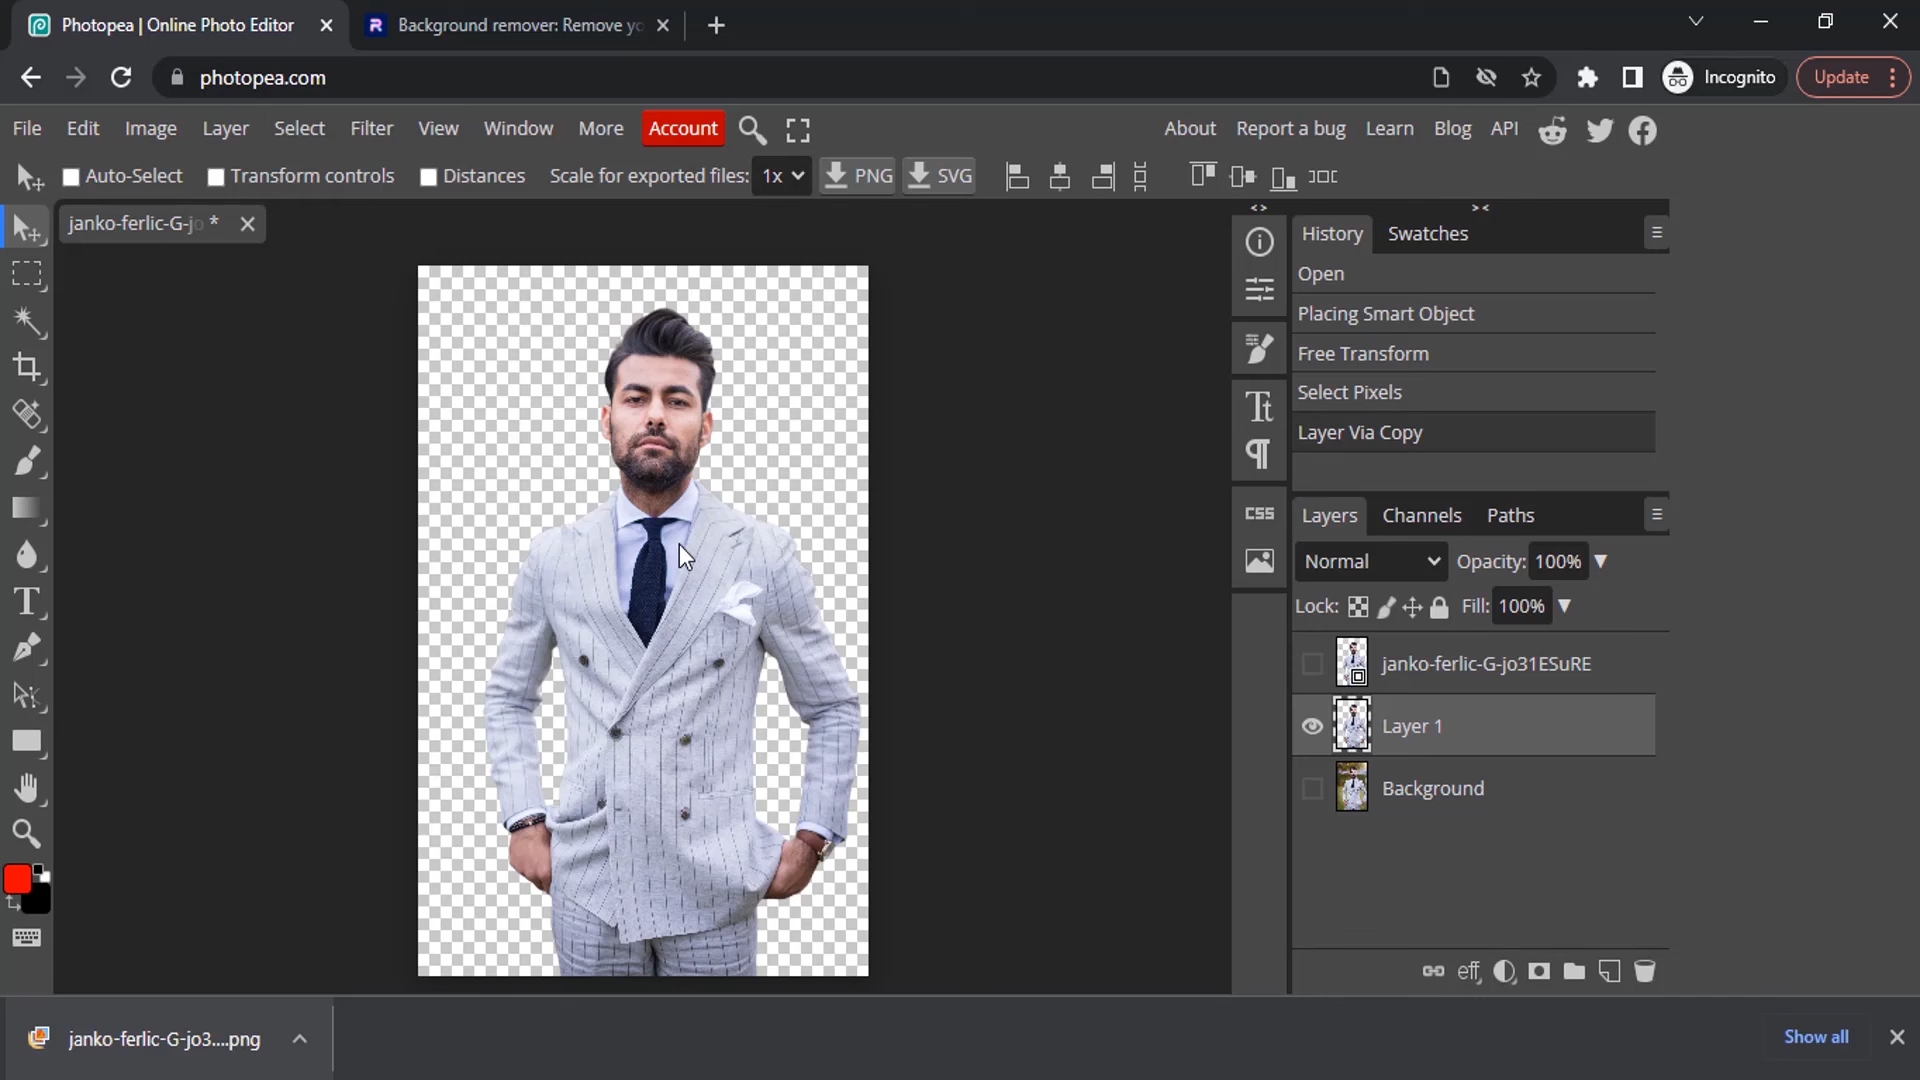 Photopea | Online Photo Editor
Background remover: Remove yo
photopea.com
Incognito
Update
File Edit Image Layer Select Filter View Window More Account
About Report a bug Learn Blog API
Auto-Select Transform controls Distances Scale for exported files: 1x PNG SVG
janko-ferlic-G-jo *
< >
> <
History Swatches
Open
Placing Smart Object
Free Transform
Select Pixels
Layer Via Copy
CSS
Layers Channels Paths
Normal Opacity: 100%
Lock: Fill: 100%
janko-ferlic-G-jo31ESuRE
Layer 1
Background
eff
janko-ferlic-G-jo3....png
Show all